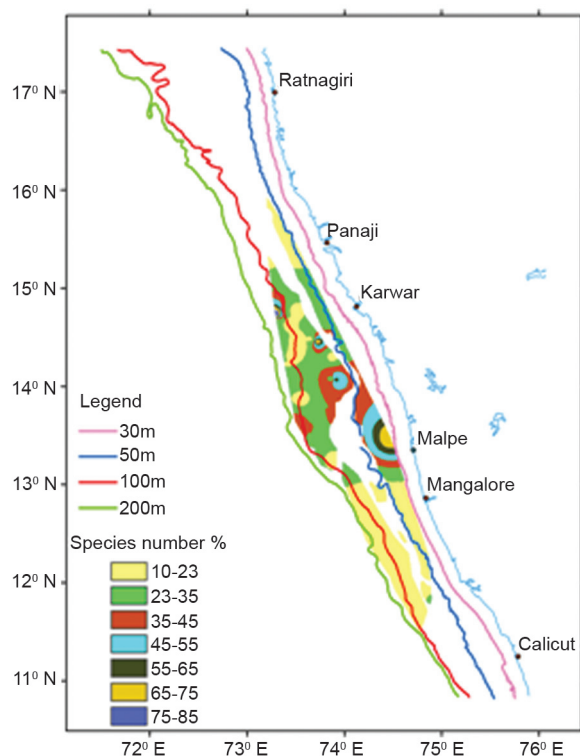 17⁰ N
Ratnagiri
16⁰ N
Panaji
15⁰ N
Karwar
14⁰ N
Legend
30m
50m
100m
200m
Malpe
13⁰ N
Mangalore
Species number %
12⁰ N
10-23
23-35
35-45
45-55
55-65
65-75
75-85
Calicut
11⁰ N
72⁰ E 73⁰ E 74⁰ E 75⁰ E 76⁰ E